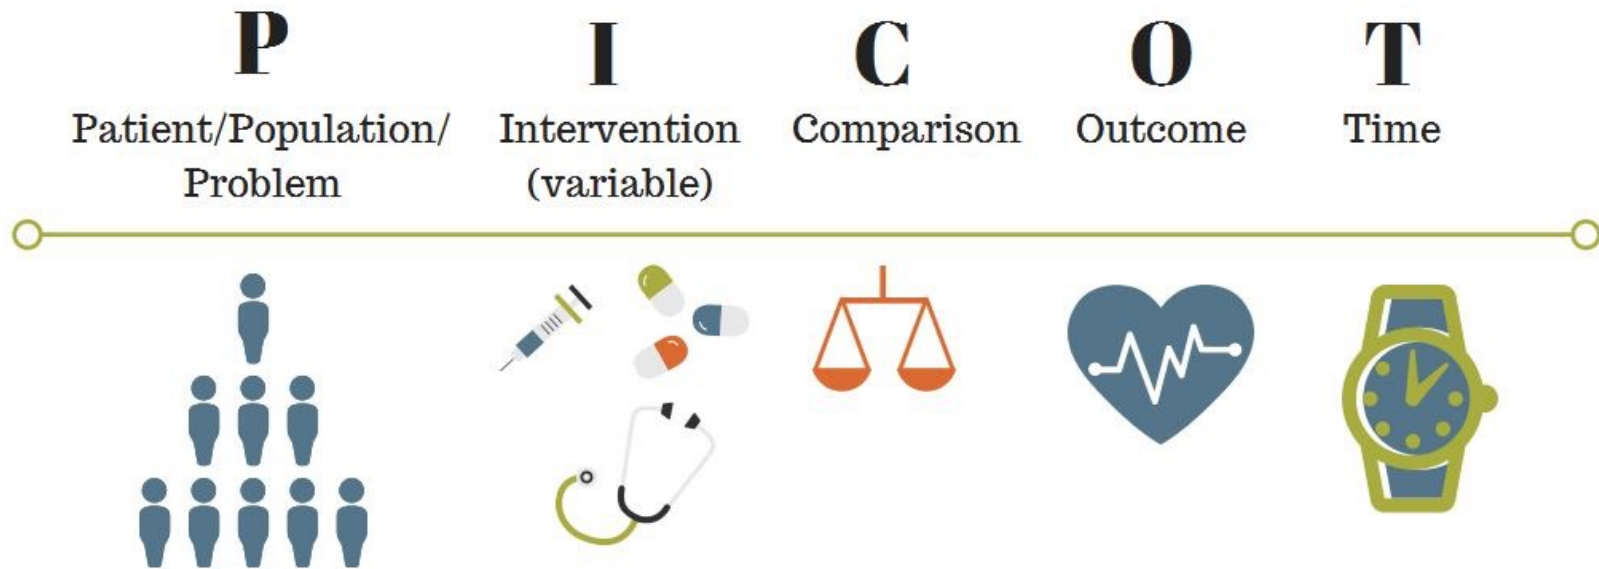 P I C O T
Patient/Population/ Intervention Comparison Outcome Time
Problem (variable)